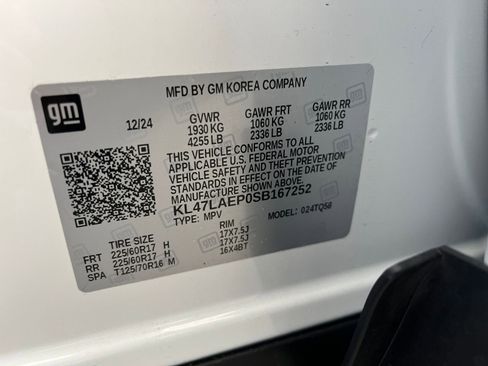 gm
MFD BY GM KOREA COMPANY
12/24 GVWR GAWR FRT GAWR RR
1930 KG 1060 KG 1060 KG
4255 LB 2336 LB 2336 LB
THIS VEHICLE CONFORMS TO ALL
APPLICABLE U.S. FEDERAL MOTOR
VEHICLE SAFETY AND THEFT PREVENTION
STANDARDS IN EFFECT ON THE DATE OF
MANUFACTURE SHOWN ABOVE.
KL47LAEP0SB167252
TYPE: MPV MODEL: 024TQ58
TIRE SIZE RIM
FRT 225/60R17 H 17X7.5J
RR 225/60R17 H 17X7.5J
SPA T125/70R16 M 16X4BT